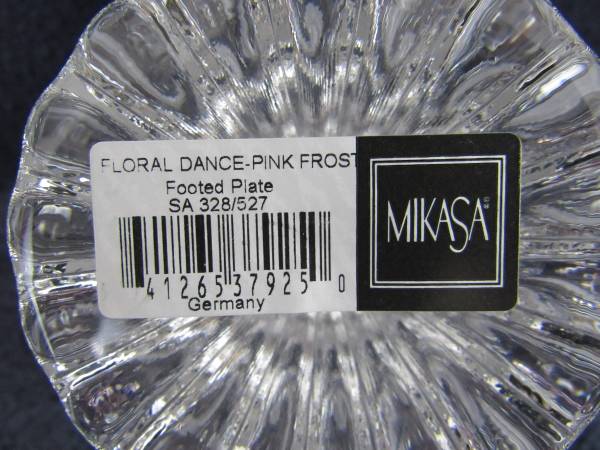 FLORAL DANCE-PINK FROST
Footed Plate
SA 328/527
41265 37925 0
Germany
MIKASA